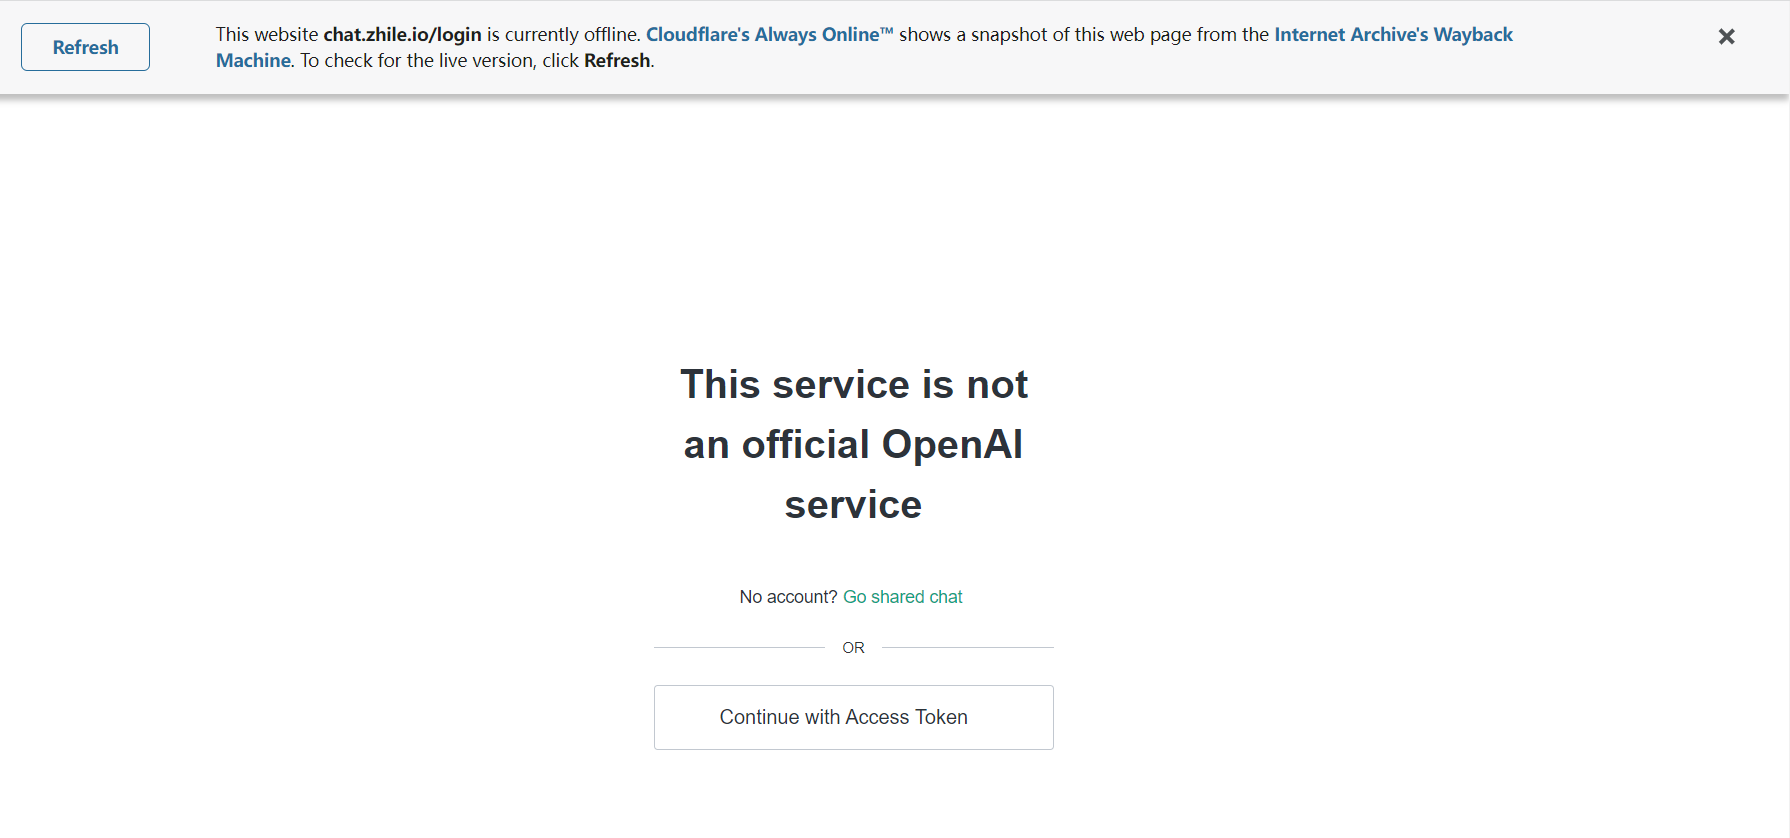 Refresh
This website chat.zhile.io/login is currently offline. Cloudflare's Always Online™ shows a snapshot of this web page from the Internet Archive's Wayback
Machine. To check for the live version, click Refresh.
×
This service is not
an official OpenAI
service
No account? Go shared chat
OR
Continue with Access Token